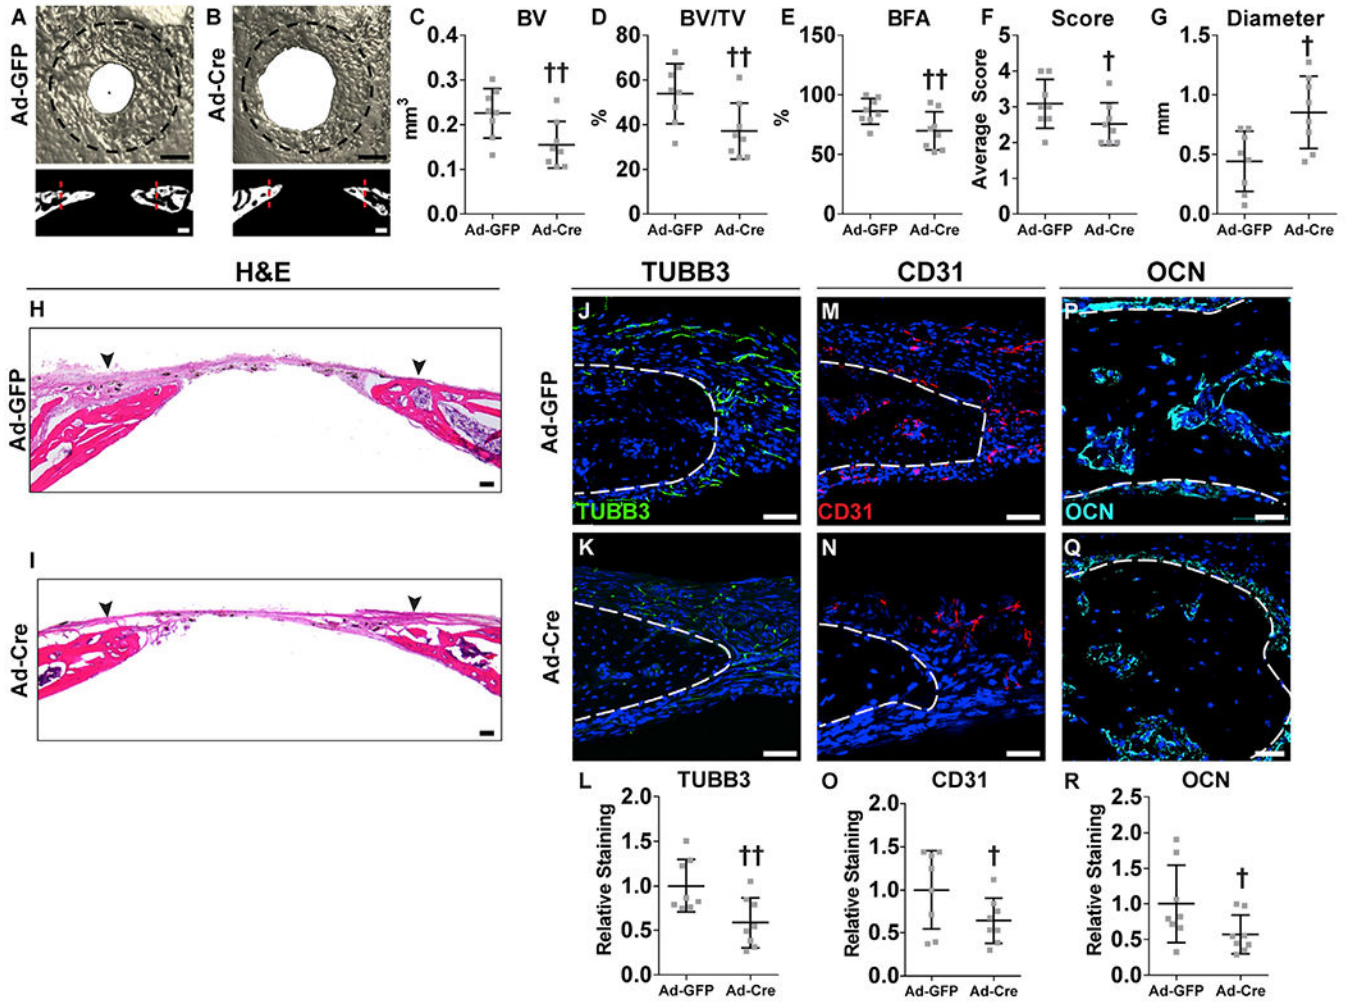 A
B
C
BV
D
BV/TV
E
BFA
F
Score
G
Diameter
Ad-GFP
Ad-Cre
mm³
0.4
0.3
0.2
0.1
0.0
††
Ad-GFP
Ad-Cre
%
80
60
40
20
0
††
Ad-GFP
Ad-Cre
%
150
100
50
0
††
Ad-GFP
Ad-Cre
Average Score
5
4
3
2
1
0
†
Ad-GFP
Ad-Cre
mm
1.5
1.0
0.5
0.0
†
Ad-GFP
Ad-Cre
H&E
TUBB3
CD31
OCN
H
Ad-GFP
I
Ad-Cre
Ad-GFP
J
TUBB3
M
CD31
P
OCN
Ad-Cre
K
N
Q
L
TUBB3
Relative Staining
2.0
1.5
1.0
0.5
0.0
††
Ad-GFP
Ad-Cre
O
CD31
Relative Staining
2.0
1.5
1.0
0.5
0.0
†
Ad-GFP
Ad-Cre
R
OCN
Relative Staining
2.5
2.0
1.5
1.0
0.5
0.0
†
Ad-GFP
Ad-Cre